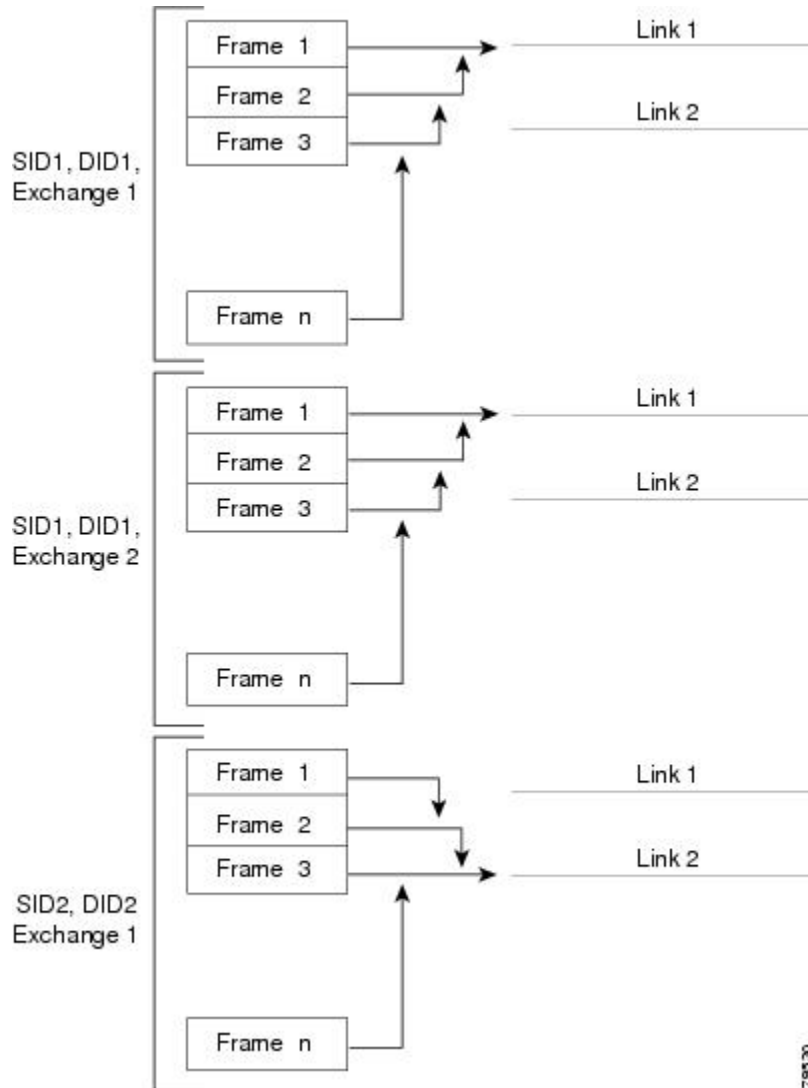 Frame 1
Link 1
Frame 2
Link 2
Frame 3
SID1, DID1,
Exchange 1
Frame n
Frame 1
Link 1
Frame 2
Link 2
Frame 3
SID1, DID1,
Exchange 2
Frame n
Frame 1
Link 1
Frame 2
Link 2
Frame 3
SID2, DID2
Exchange 1
Frame n